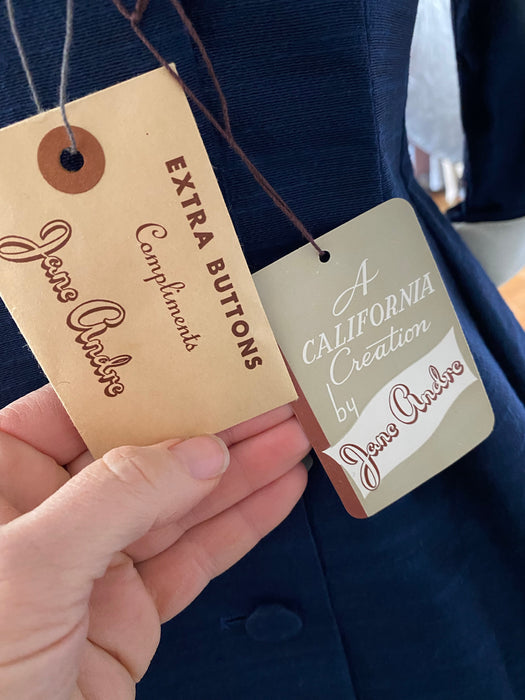 EXTRA BUTTONS
Compliments
Jane Andre
A
CALIFORNIA
Creation
by
Jane Andre